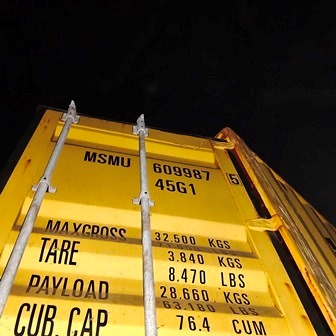 MSMU 609987 5
45G1
MAXGROSS 32,500 KGS
TARE 3.840 KGS
8.470 LBS
PAYLOAD 28.660 KGS
63.180 LBS
CUB. CAP 76.4 CUM